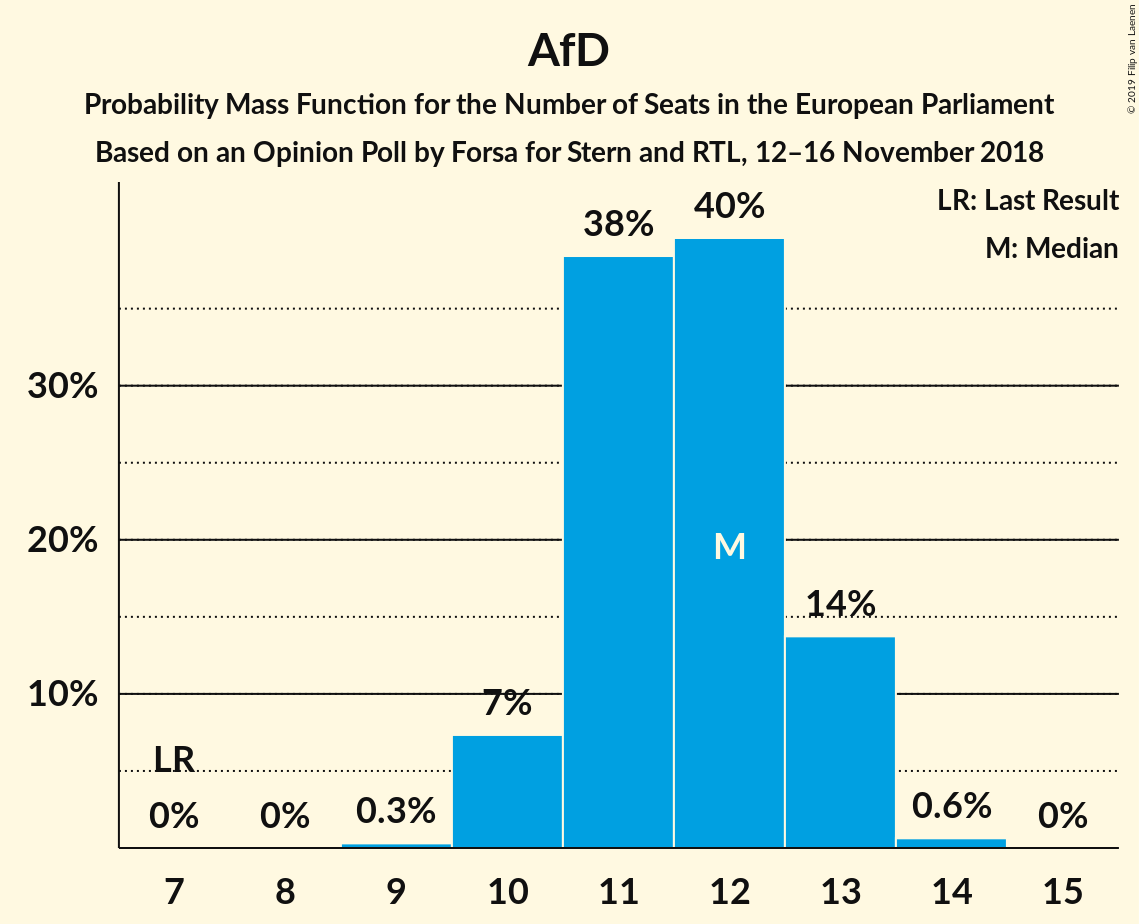 AfD
Probability Mass Function for the Number of Seats in the European Parliament
Based on an Opinion Poll by Forsa for Stern and RTL, 12–16 November 2018
© 2019 Filip van Laenen
LR: Last Result
M: Median
40%
38%
30%
20%
M
14%
10%
7%
LR
0%
0%
0.3%
0.6%
0%
7 8 9 10 11 12 13 14 15